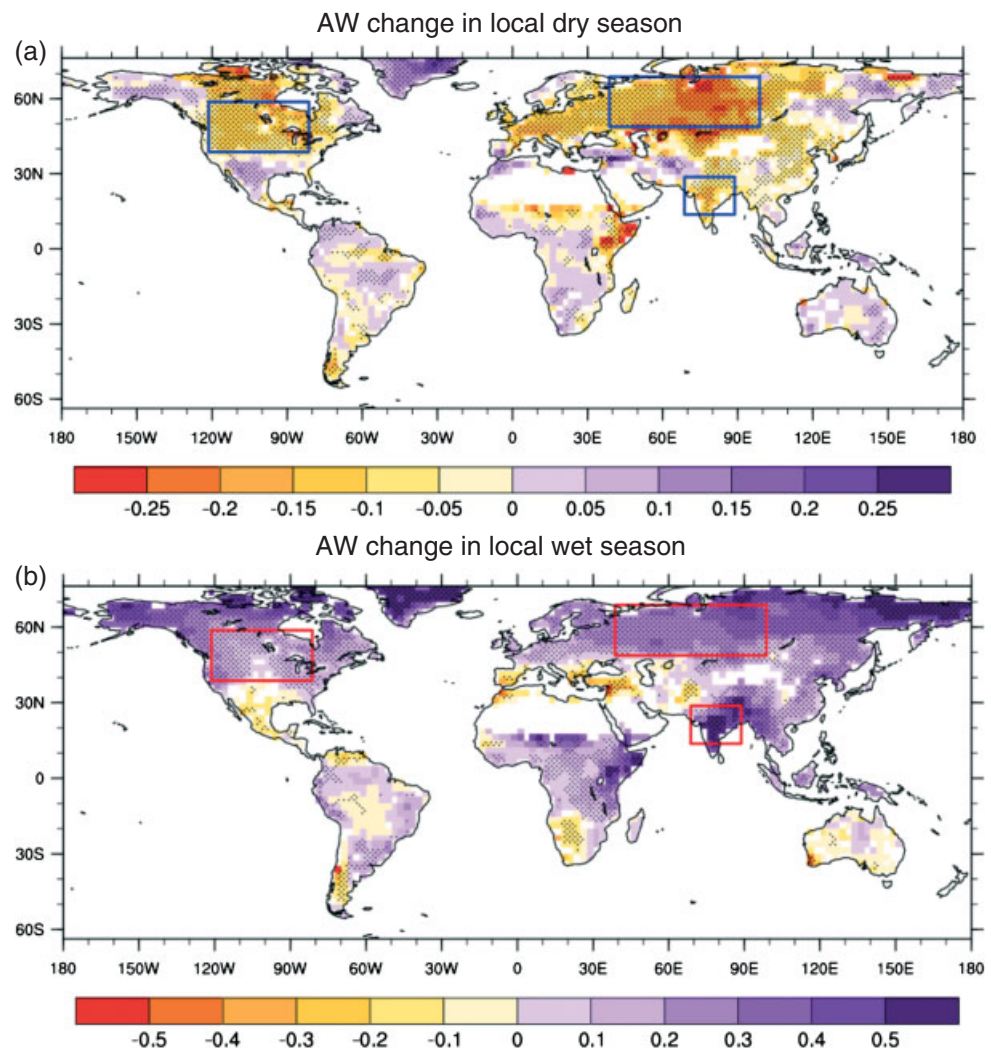 AW change in local dry season
(a)
60N
30N
0
30S
60S
180 150W 120W 90W 60W 30W 0 30E 60E 90E 120E 150E 180
-0.25 -0.2 -0.15 -0.1 -0.05 0 0.05 0.1 0.15 0.2 0.25
AW change in local wet season
(b)
60N
30N
0
30S
60S
180 150W 120W 90W 60W 30W 0 30E 60E 90E 120E 150E 180
-0.5 -0.4 -0.3 -0.2 -0.1 0 0.1 0.2 0.3 0.4 0.5